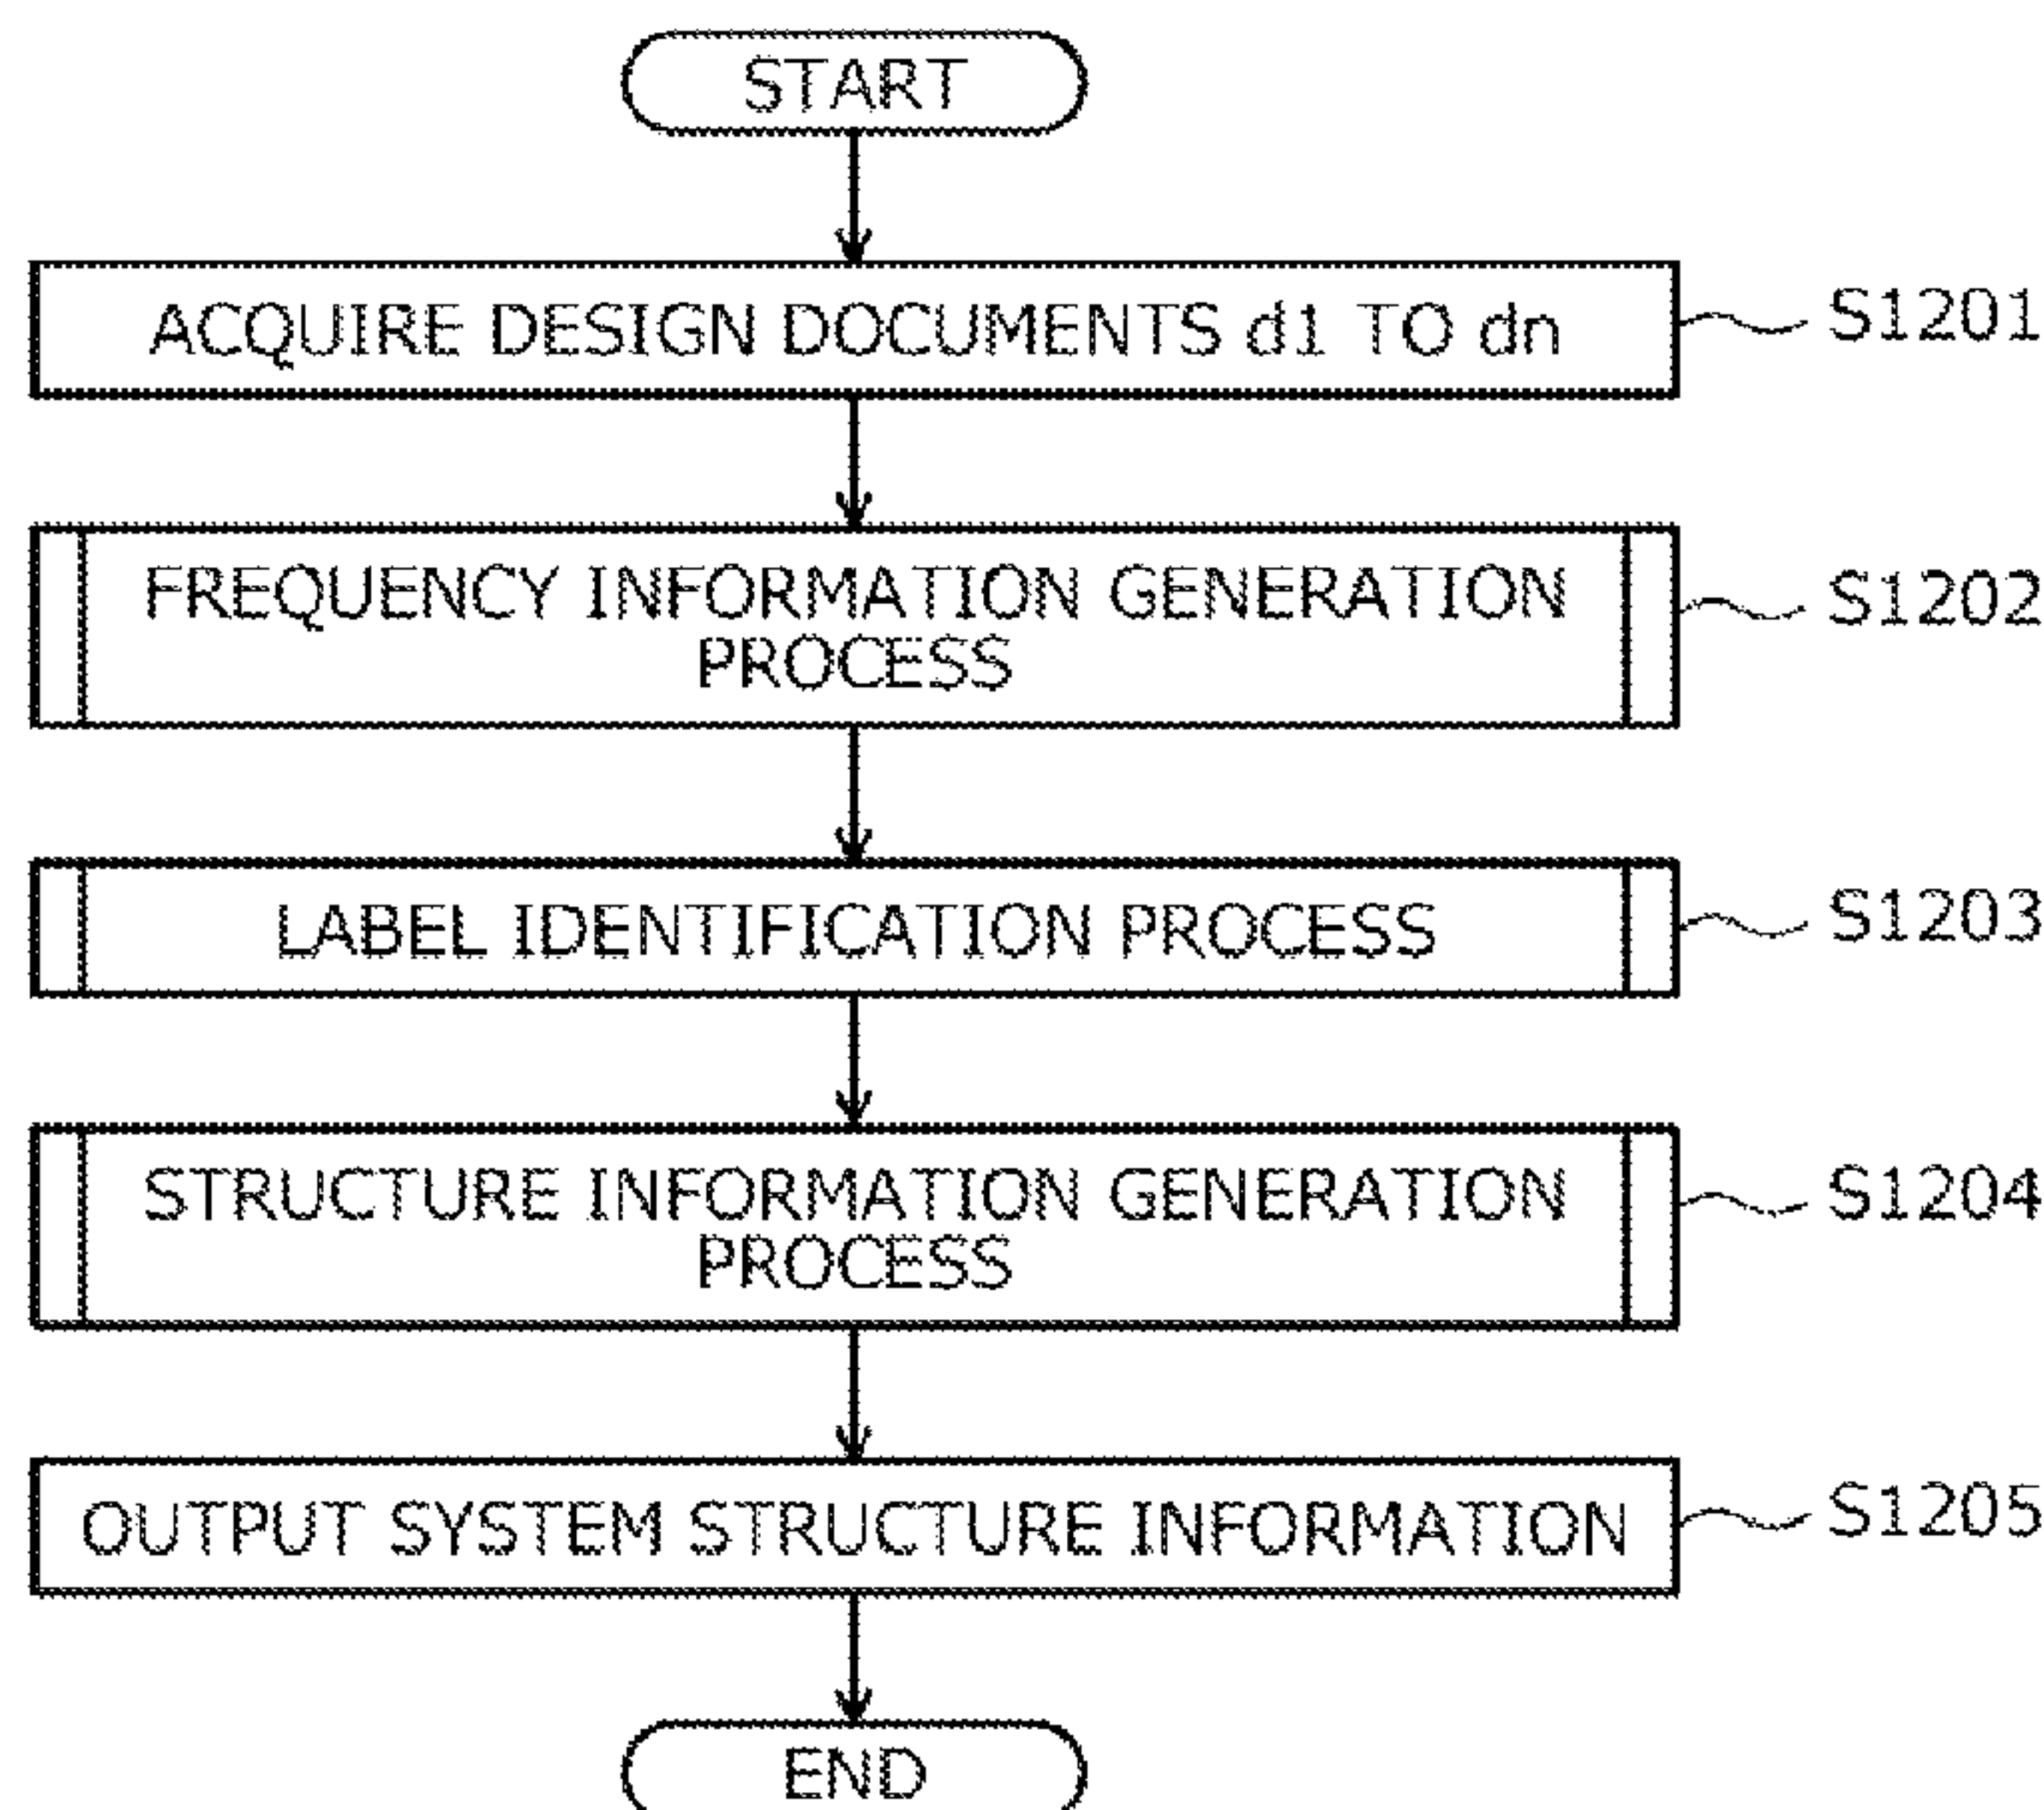 START
ACQUIRE DESIGN DOCUMENTS d1 TO dn
S1201
FREQUENCY INFORMATION GENERATION
PROCESS
S1202
LABEL IDENTIFICATION PROCESS
S1203
STRUCTURE INFORMATION GENERATION
PROCESS
S1204
OUTPUT SYSTEM STRUCTURE INFORMATION
S1205
END